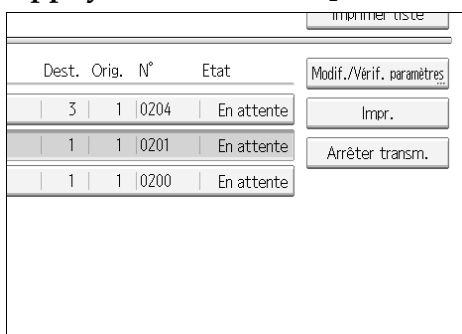 Imprimer liste
Dest. Orig. N° Etat
Modif./Vérif. paramètres
3 1 0204 En attente
Impr.
1 1 0201 En attente
Arrêter transm.
1 1 0200 En attente